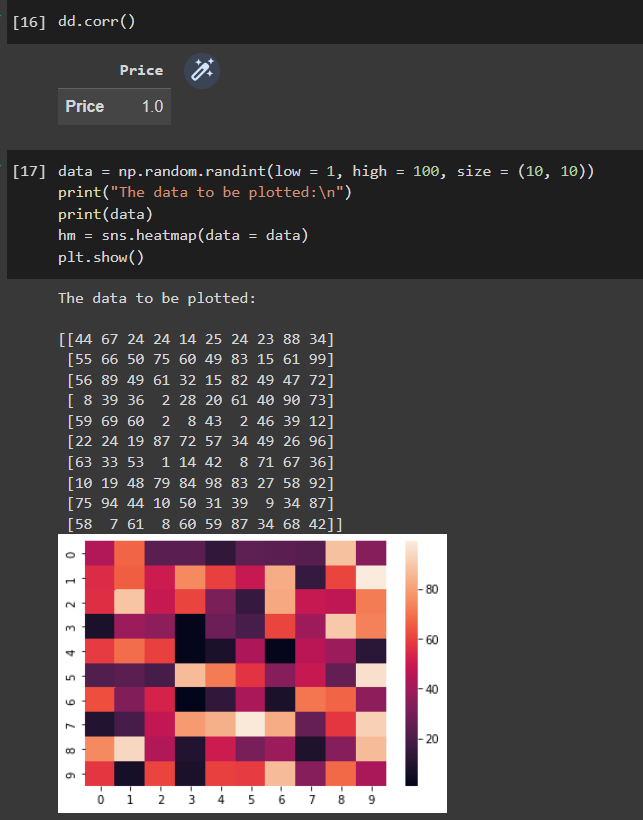 [16] dd.corr()
Price
Price 1.0
[17] data = np.random.randint(low = 1, high = 100, size = (10, 10))
print("The data to be plotted:\n")
print(data)
hm = sns.heatmap(data = data)
plt.show()
The data to be plotted:
[[44 67 24 24 14 25 24 23 88 34]
[55 66 50 75 60 49 83 15 61 99]
[56 89 49 61 32 15 82 49 47 72]
[ 8 39 36  2 28 20 61 40 90 73]
[59 69 60  2  8 43  2 46 39 12]
[22 24 19 87 72 57 34 49 26 96]
[63 33 53  1 14 42  8 71 67 36]
[10 19 48 79 84 98 83 27 58 92]
[75 94 44 10 50 31 39  9 34 87]
[58  7 61  8 60 59 87 34 68 42]]
0
1
2
3
4
5
6
7
8
9
0 1 2 3 4 5 6 7 8 9
80
60
40
20